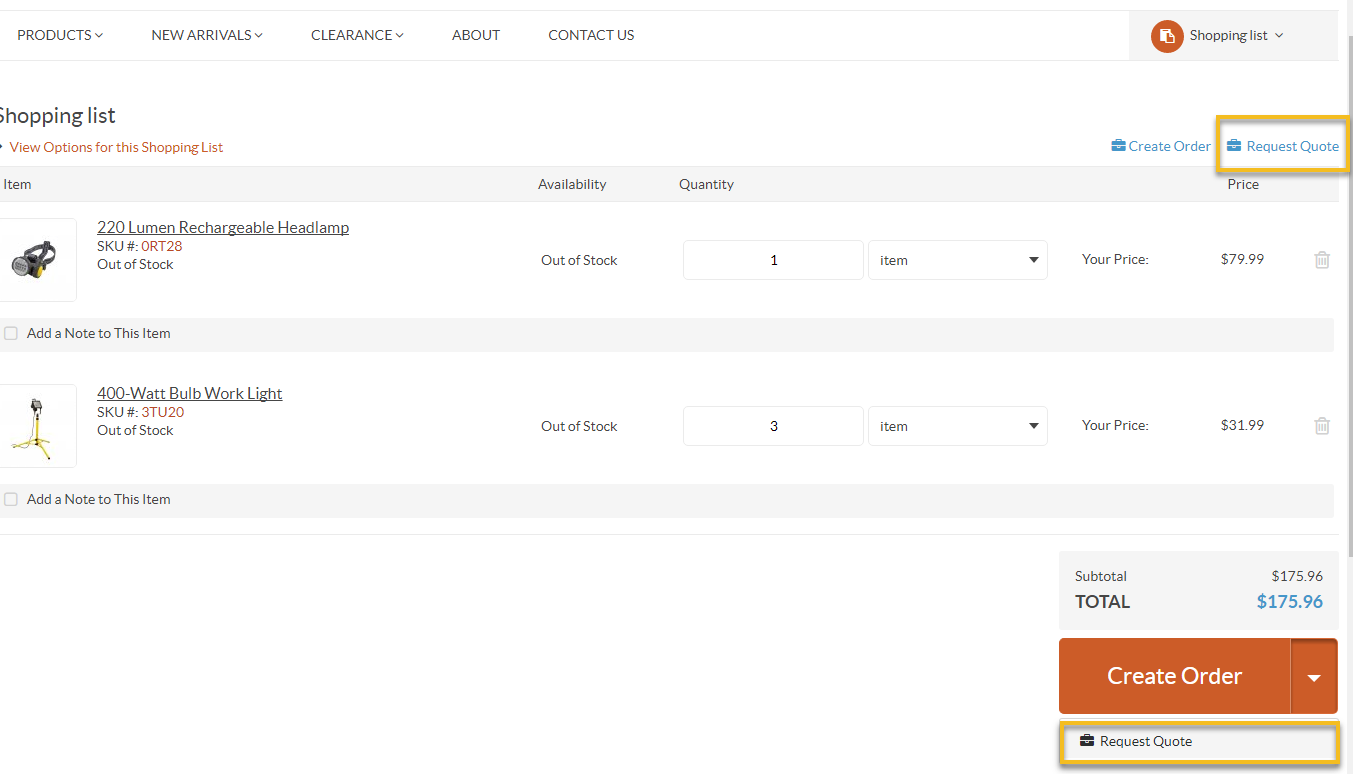 PRODUCTS NEW ARRIVALS CLEARANCE ABOUT CONTACT US Shopping list
Shopping list
View Options for this Shopping List Create Order Request Quote
Item Availability Quantity Price
220 Lumen Rechargeable Headlamp
SKU #: 0RT28
Out of Stock Out of Stock 1 item Your Price: $79.99
Add a Note to This Item
400-Watt Bulb Work Light
SKU #: 3TU20
Out of Stock Out of Stock 3 item Your Price: $31.99
Add a Note to This Item
Subtotal $175.96
TOTAL $175.96
Create Order
Request Quote